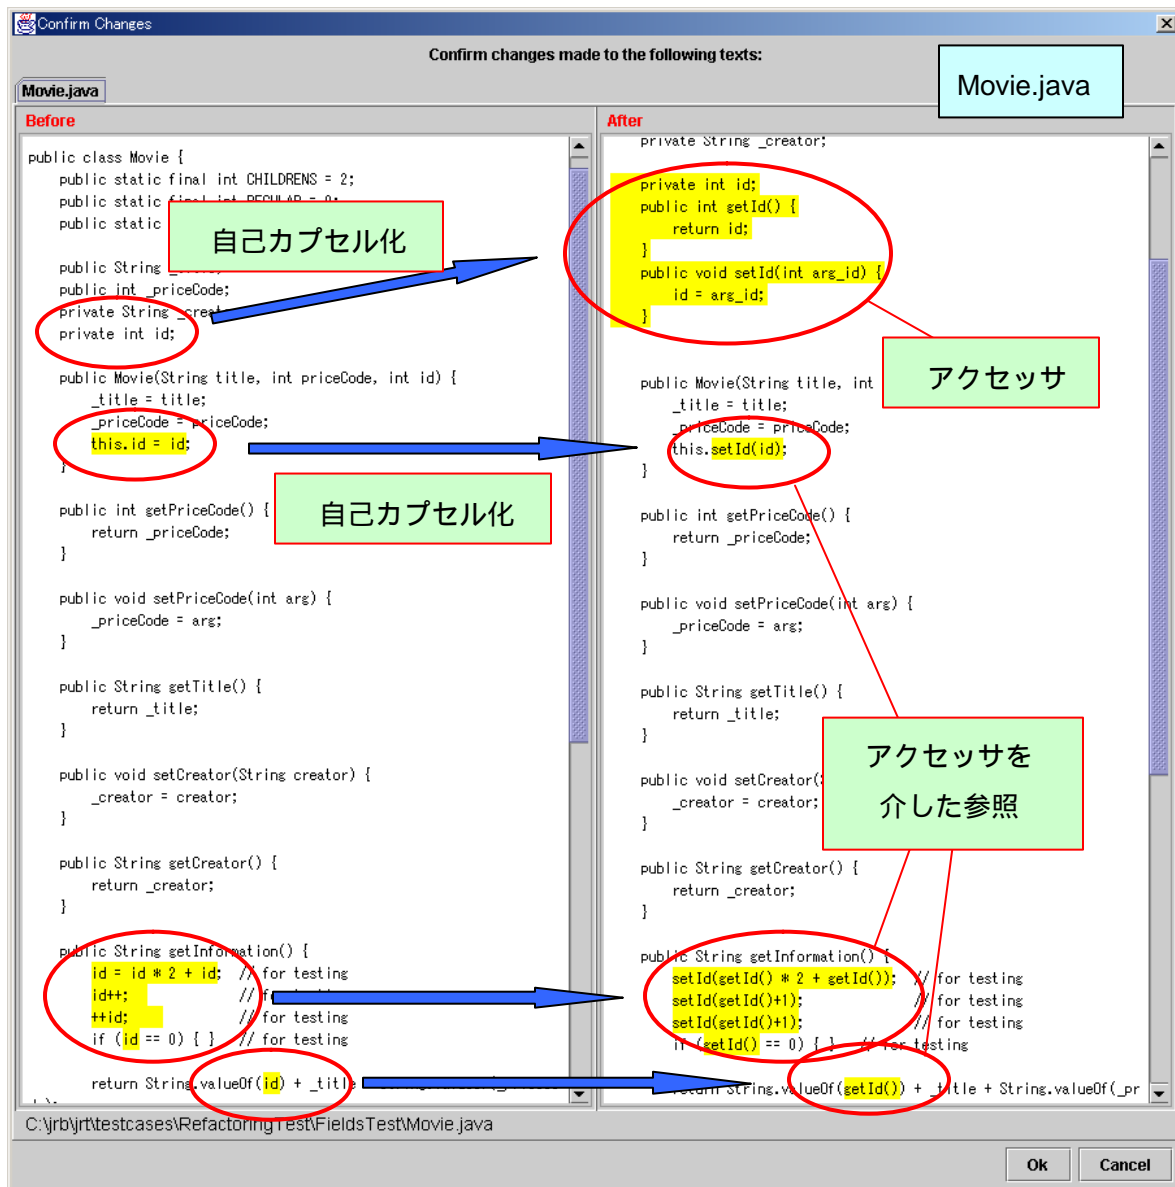 Confirm Changes
Confirm changes made to the following texts:
Movie.java
Movie.java
Before
public class Movie {
public static final int CHILDRENS = 2;
public static final int REGULAR = 0;
public static
public String
public int _priceCode;
private String _creator
private int id;
public Movie(String title, int priceCode, int id) {
_title = title;
_priceCode = priceCode;
this.id = id;
}
public int getPriceCode() {
return _priceCode;
}
public void setPriceCode(int arg) {
_priceCode = arg;
}
public String getTitle() {
return _title;
}
public void setCreator(String creator) {
_creator = creator;
}
public String getCreator() {
return _creator;
}
public String getInformation() {
id = id * 2 + id; // for testing
id++; // for testing
++id; // for testing
if (id == 0) { } // for testing
return String.valueOf(id) + _title
自己カプセル化
自己カプセル化
After
private String _creator;
private int id;
public int getId() {
return id;
}
public void setId(int arg_id) {
id = arg_id;
}
public Movie(String title, int
_title = title;
_priceCode = priceCode;
this.setId(id);
}
public int getPriceCode() {
return _priceCode;
}
public void setPriceCode(int arg) {
_priceCode = arg;
}
public String getTitle() {
return _title;
}
public void setCreator(
_creator = creator;
}
public String getCreator() {
return _creator;
}
public String getInformation() {
setId(getId() * 2 + getId()); // for testing
setId(getId()+1); // for testing
setId(getId()+1); // for testing
if (getId() == 0) { } // for testing
return String.valueOf(getId()) + _title + String.valueOf(_pr
アクセッサ
アクセッサを
介した参照
C:\jrb\jrt\testcases\RefactoringTest\FieldsTest\Movie.java
Ok
Cancel